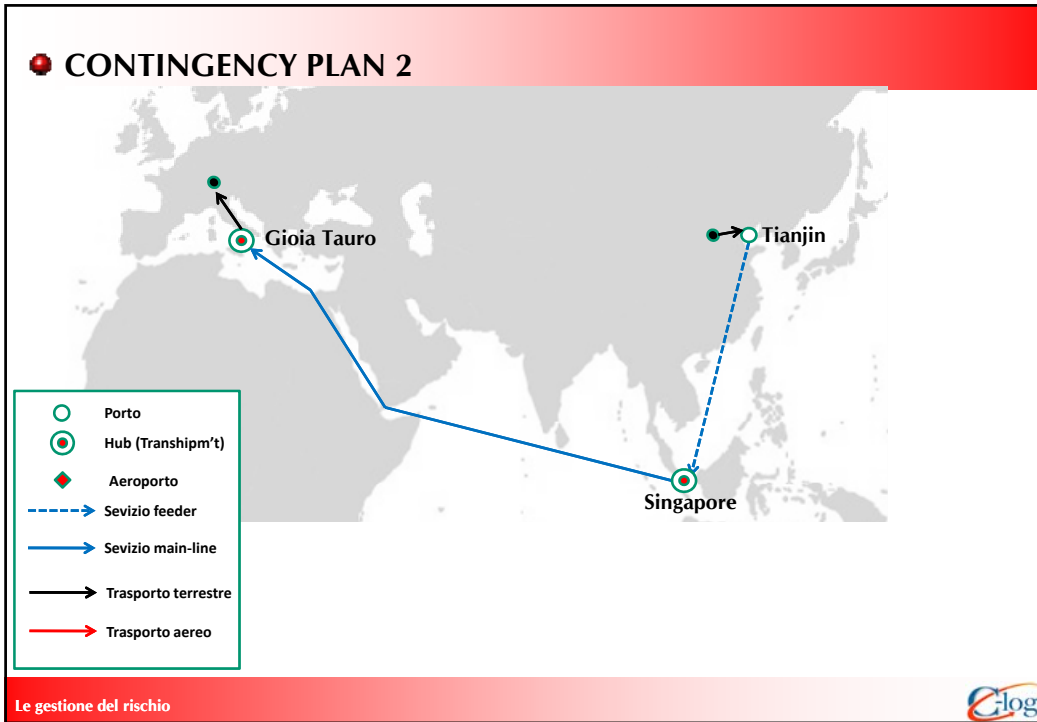 CONTINGENCY PLAN 2
Gioia Tauro
Tianjin
Singapore
Porto
Hub (Transhipm't)
Aeroporto
Sevizio feeder
Sevizio main-line
Trasporto terrestre
Trasporto aereo
Le gestione del rischio
C-log